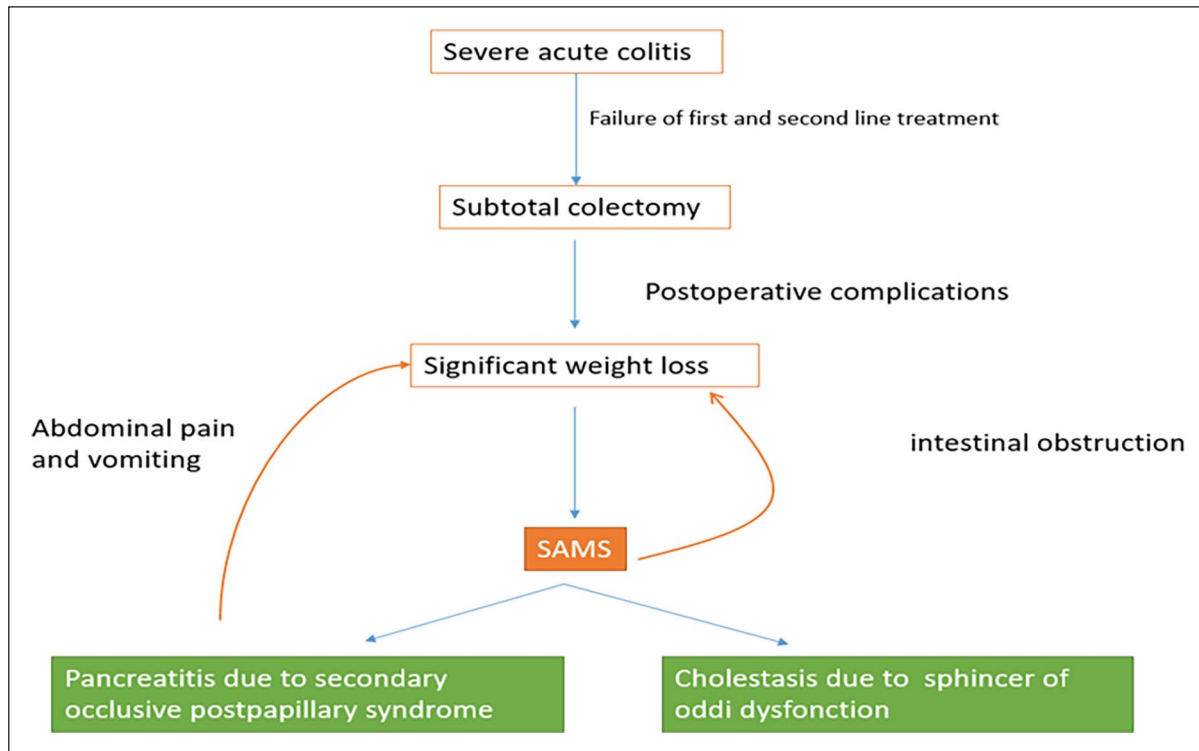 Severe acute colitis
Failure of first and second line treatment
Subtotal colectomy
Postoperative complications
Significant weight loss
Abdominal pain
and vomiting
intestinal obstruction
SAMS
Pancreatitis due to secondary
occlusive postpapillary syndrome
Cholestasis due to sphincer of
oddi dysfonction